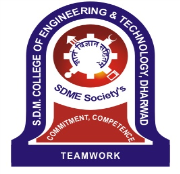 S.D.M. COLLEGE OF ENGINEERING & TECHNOLOGY, DHARWAD
SDME Society's
COMMITMENT, COMPETENCE
TEAMWORK